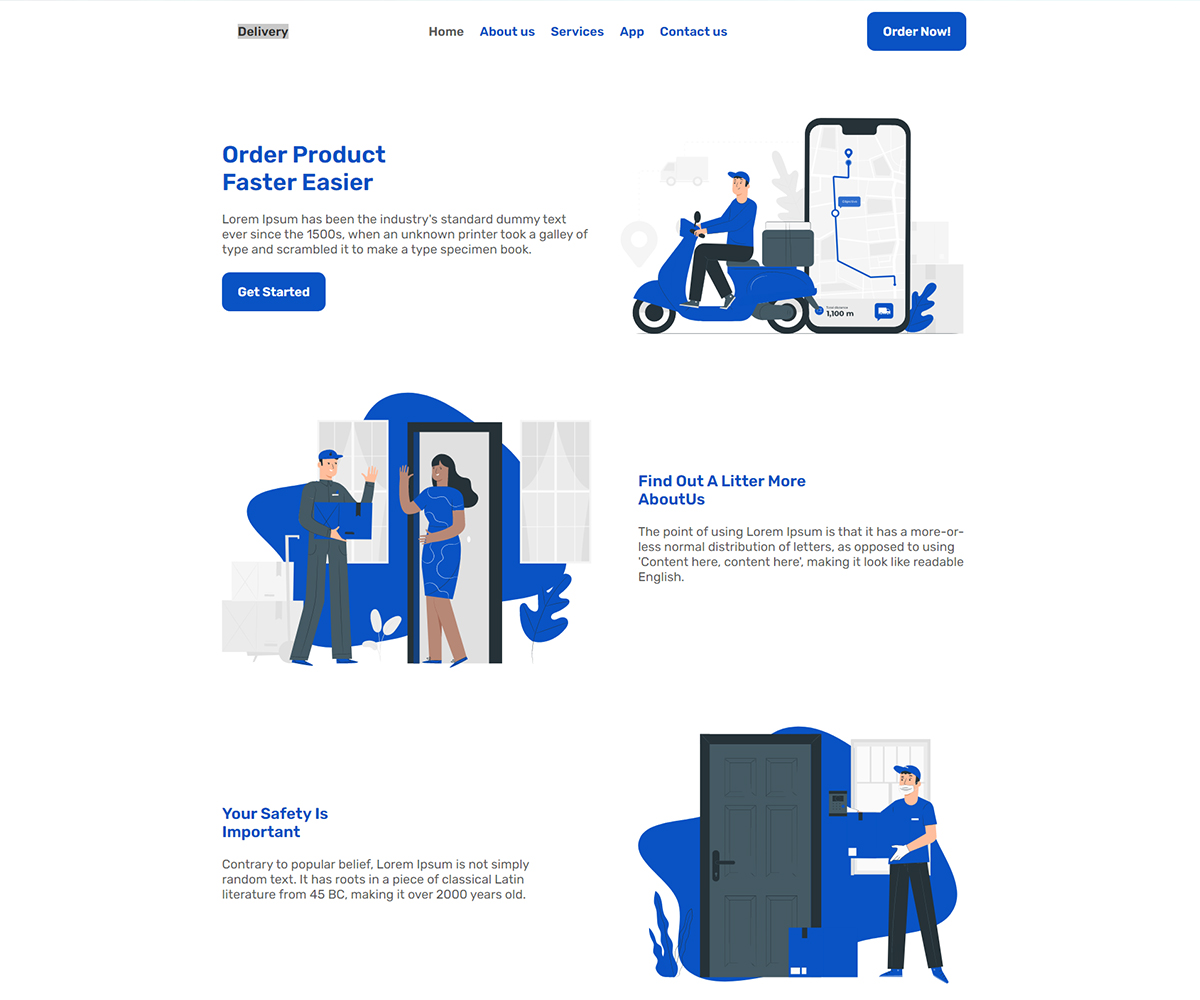 Delivery
Home About us Services App Contact us
Order Now!
Order Product
Faster Easier
Lorem Ipsum has been the industry's standard dummy text
ever since the 1500s, when an unknown printer took a galley of
type and scrambled it to make a type specimen book.
Get Started
Total distance
1,100 m
Find Out A Litter More
AboutUs
The point of using Lorem Ipsum is that it has a more-or-
less normal distribution of letters, as opposed to using
'Content here, content here', making it look like readable
English.
Your Safety Is
Important
Contrary to popular belief, Lorem Ipsum is not simply
random text. It has roots in a piece of classical Latin
literature from 45 BC, making it over 2000 years old.